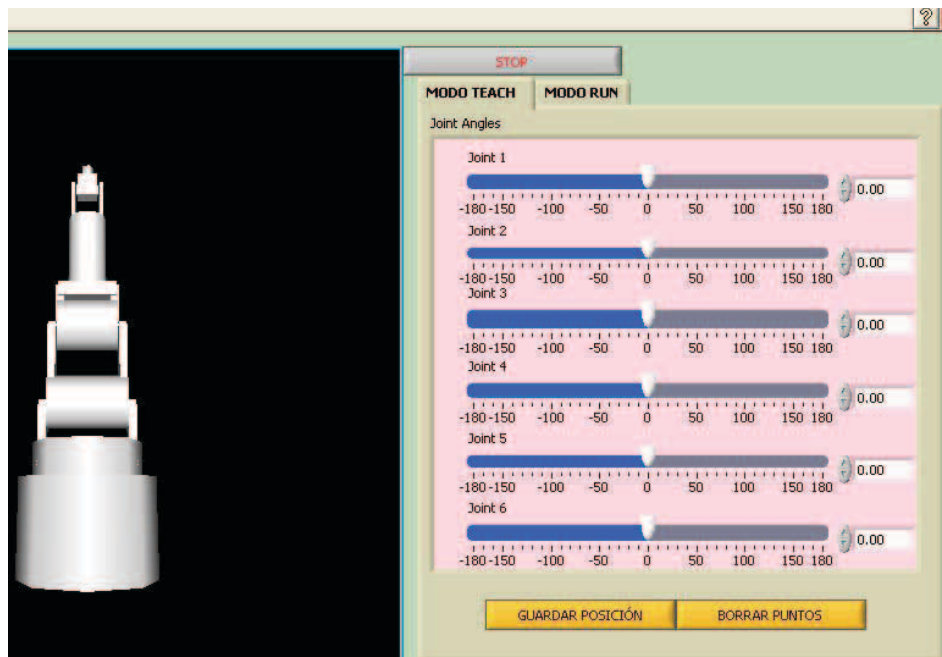 ?
STOP
MODO TEACH MODO RUN
Joint Angles
Joint 1
0.00
-180 -150 -100 -50 0 50 100 150 180
Joint 2
0.00
-180 -150 -100 -50 0 50 100 150 180
Joint 3
0.00
-180 -150 -100 -50 0 50 100 150 180
Joint 4
0.00
-180 -150 -100 -50 0 50 100 150 180
Joint 5
0.00
-180 -150 -100 -50 0 50 100 150 180
Joint 6
0.00
-180 -150 -100 -50 0 50 100 150 180
GUARDAR POSICIÓN BORRAR PUNTOS